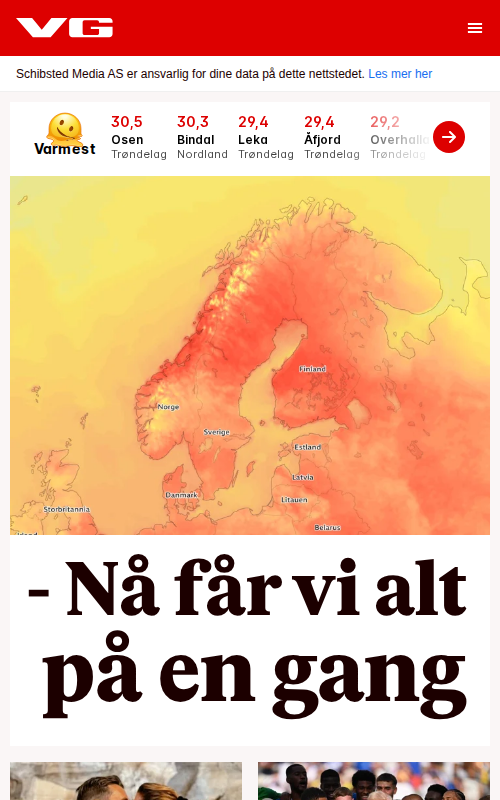 VG
Schibsted Media AS er ansvarlig for dine data på dette nettstedet. Les mer her
Varmest
30,5
Osen
Trøndelag
30,3
Bindal
Nordland
29,4
Leka
Trøndelag
29,4
Åfjord
Trøndelag
29,2
Overhalla
Trøndelag
Finland
Norge
Sverige
Estland
Latvia
Danmark
Litauen
Storbritannia
Belarus
- Nå får vi alt
på en gang